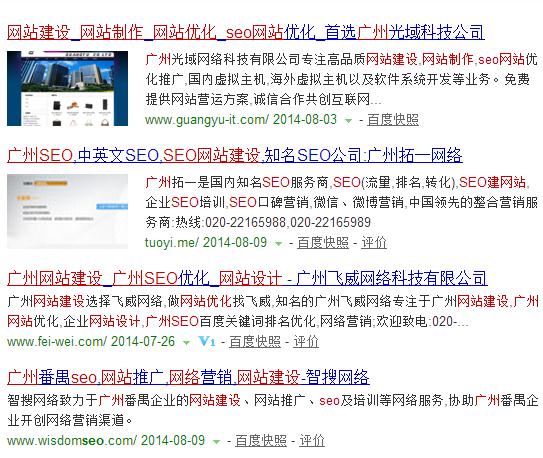 网站建设_网站制作_网站优化_seo网站优化_首选广州光域科技公司
广州光域网络科技有限公司专注高品质网站建设,网站制作,seo网站优
化推广,国内虚拟主机,海外虚拟主机以及软件系统开发等业务。免费
提供网站营运方案,诚信合作共创互联网...
www.guangyu-it.com/ 2014-08-03 - 百度快照
广州SEO,中英文SEO,SEO网站建设,知名SEO公司:广州拓一网络
广州拓一是国内知名SEO服务商,SEO(流量,排名,转化),SEO建网站,
企业SEO培训,SEO口碑营销,微信、微博营销,中国领先的整合营销服
务商:热线:020-22165988,020-22165989
tuoyi.me/ 2014-08-09 - 百度快照 - 评价
广州网站建设_广州SEO优化_网站设计 - 广州飞威网络科技有限公司
广州网站建设选择飞威网络,做网站优化找飞威,知名的广州飞威网络专注于广州网站建设,广州
网站优化,企业网站设计,广州SEO百度关键词排名优化,网络营销;欢迎致电:020-...
www.fei-wei.com/ 2014-07-26 V1 - 百度快照 - 评价
广州番禺seo,网站推广,网络营销,网站建设-智搜网络
智搜网络致力于广州番禺企业的网站建设、网站推广、seo及培训等网络服务,协助广州番禺企
业开创网络营销渠道。
www.wisdomseo.com/ 2014-08-09 - 百度快照 - 评价